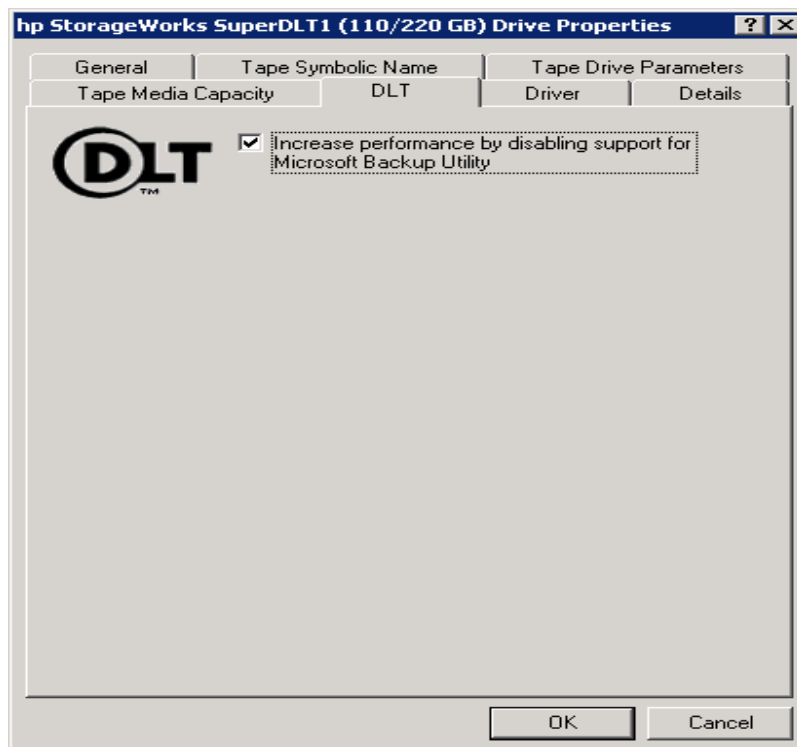 hp StorageWorks SuperDLT1 (110/220 GB) Drive Properties
General
Tape Symbolic Name
Tape Drive Parameters
Tape Media Capacity
DLT
Driver
Details
DLT
TM
Increase performance by disabling support for
Microsoft Backup Utility
OK
Cancel